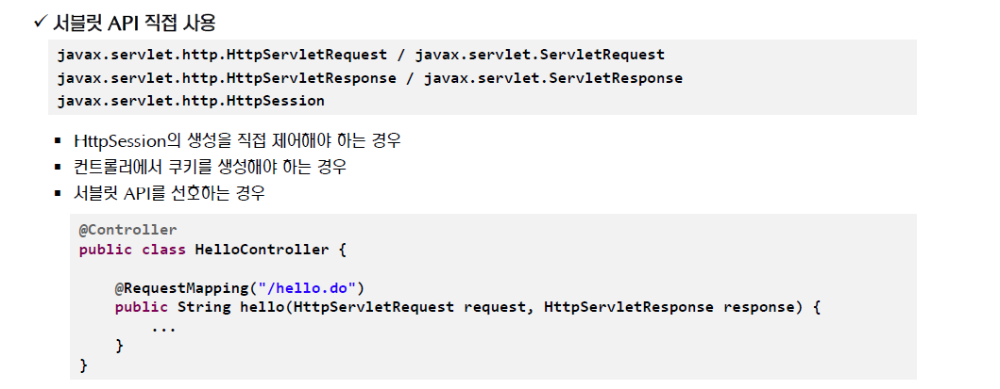 ✓ 서블릿 API 직접 사용
javax.servlet.http.HttpServletRequest / javax.servlet.ServletRequest
javax.servlet.http.HttpServletResponse / javax.servlet.ServletResponse
javax.servlet.http.HttpSession
▪ HttpSession의 생성을 직접 제어해야 하는 경우
▪ 컨트롤러에서 쿠키를 생성해야 하는 경우
▪ 서블릿 API를 선호하는 경우
@Controller
public class HelloController {
@RequestMapping("/hello.do")
public String hello(HttpServletRequest request, HttpServletResponse response) {
...
}
}